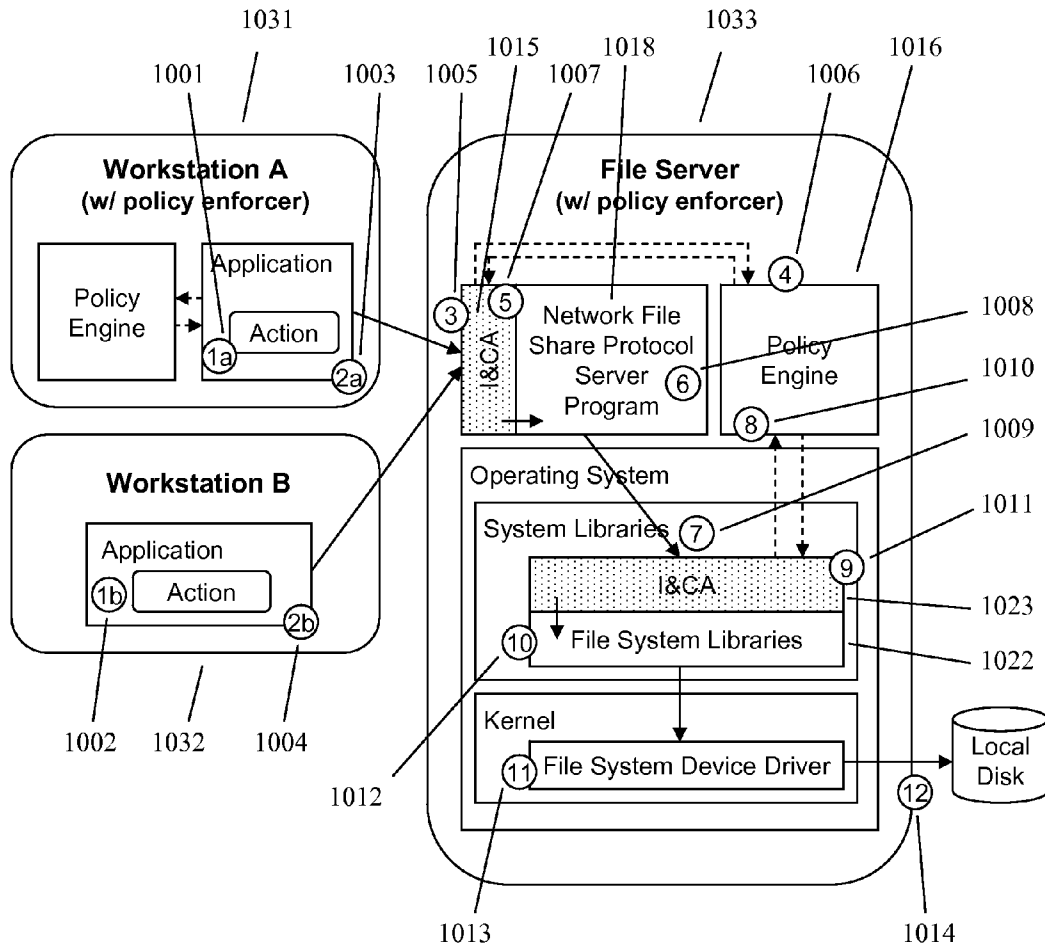 1031
1033
1015
1018
1016
1001
1003
1005
1007
1006
Workstation A
(w/ policy enforcer)
Policy
Engine
Application
Action
1a
2a
File Server
(w/ policy enforcer)
3
5
4
I&CA
Network File
Share Protocol
Server
Program
6
Policy
Engine
8
1008
1010
1009
1011
Workstation B
Application
Action
1b
2b
Operating System
System Libraries
7
I&CA
9
10
File System Libraries
1023
1022
Kernel
11
File System Device Driver
Local
Disk
12
1002
1032
1004
1012
1013
1014